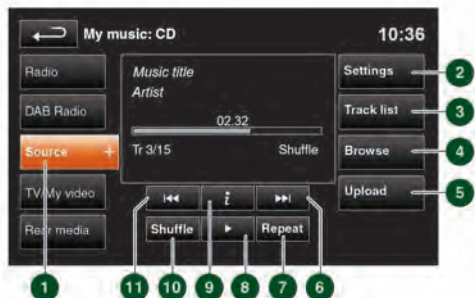 My music: CD
10:36
Radio
DAB Radio
Source +
TV/My video
Rear media
Music title
Artist
02.32
Tr 3/15 Shuffle
Settings
Track list
Browse
Upload
i
Shuffle
Repeat
1
2
3
4
5
6
7
8
9
10
11